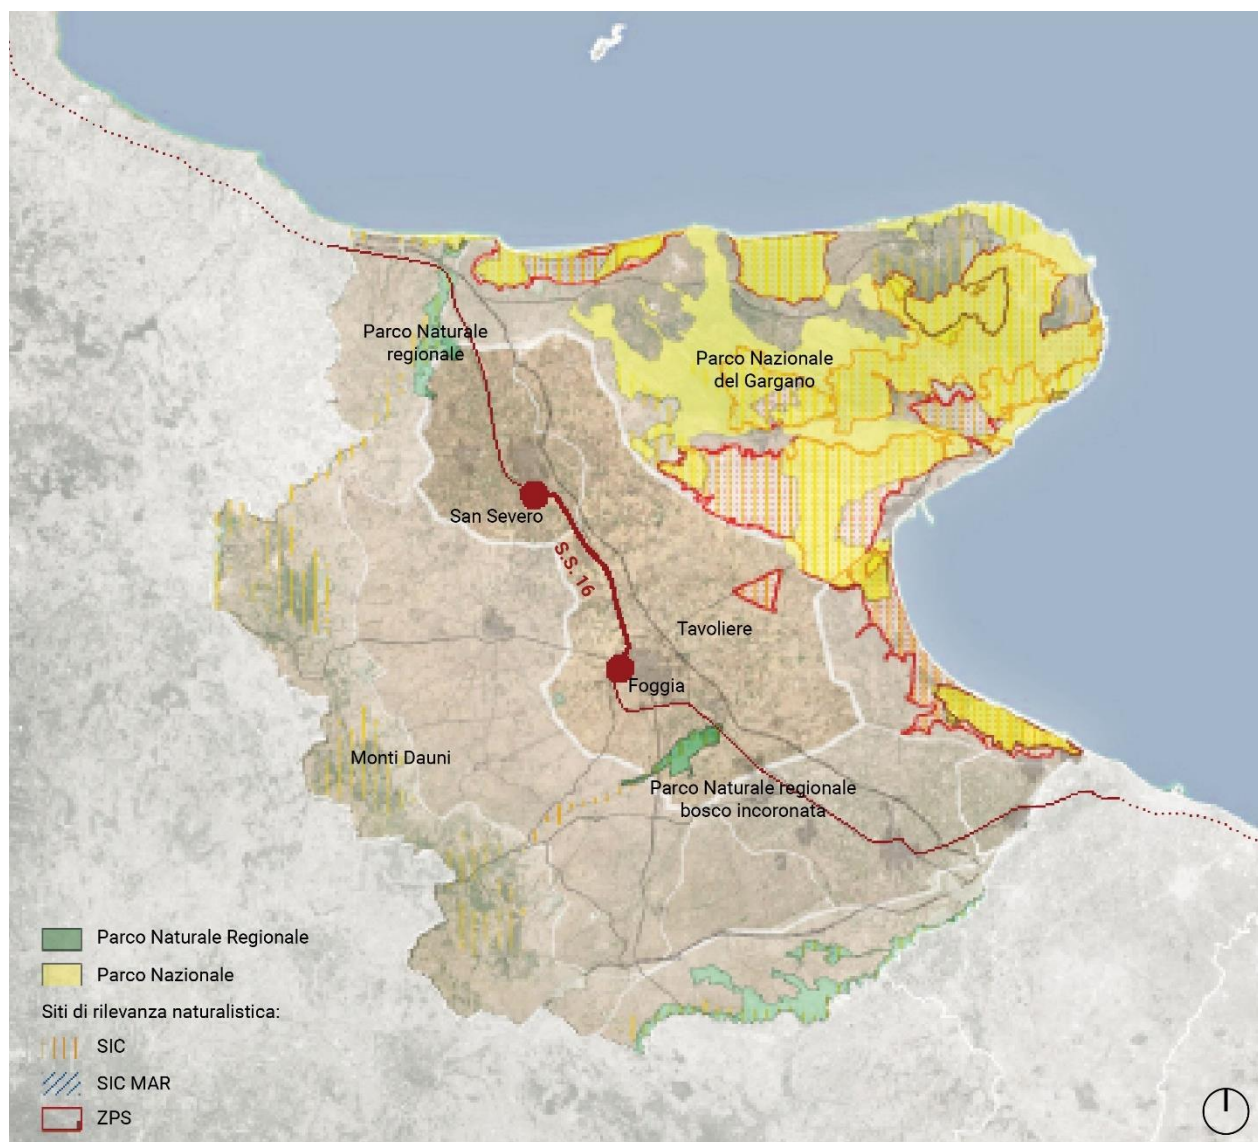 Parco Naturale
regionale
Parco Nazionale
del Gargano
San Severo
S.S. 16
Tavoliere
Foggia
Monti Dauni
Parco Naturale regionale
bosco incoronata
Parco Naturale Regionale
Parco Nazionale
Siti di rilevanza naturalistica:
SIC
SIC MAR
ZPS